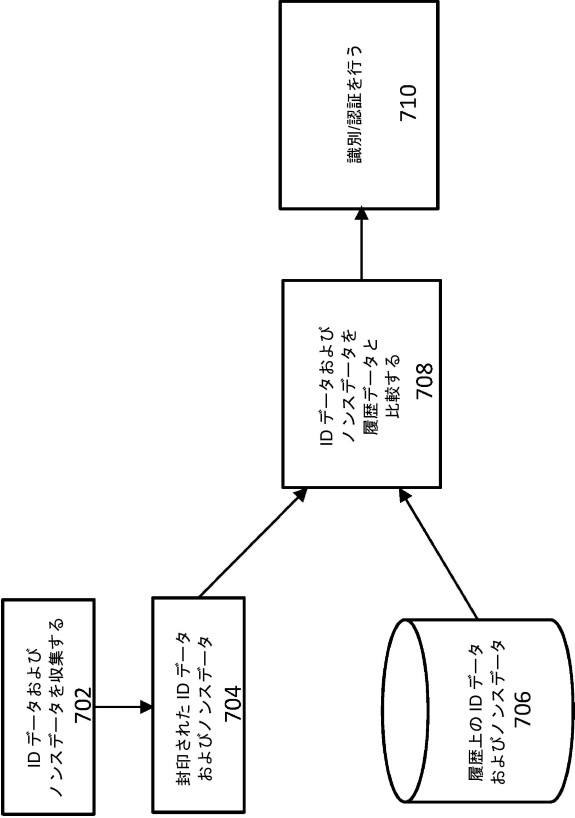 IDデータおよび
ノンスデータを収集する
702
封印されたIDデータ
およびノンスデータ
704
履歴上のIDデータ
およびノンスデータ
706
IDデータおよび
ノンスデータを
履歴データと
比較する
708
識別/認証を行う
710